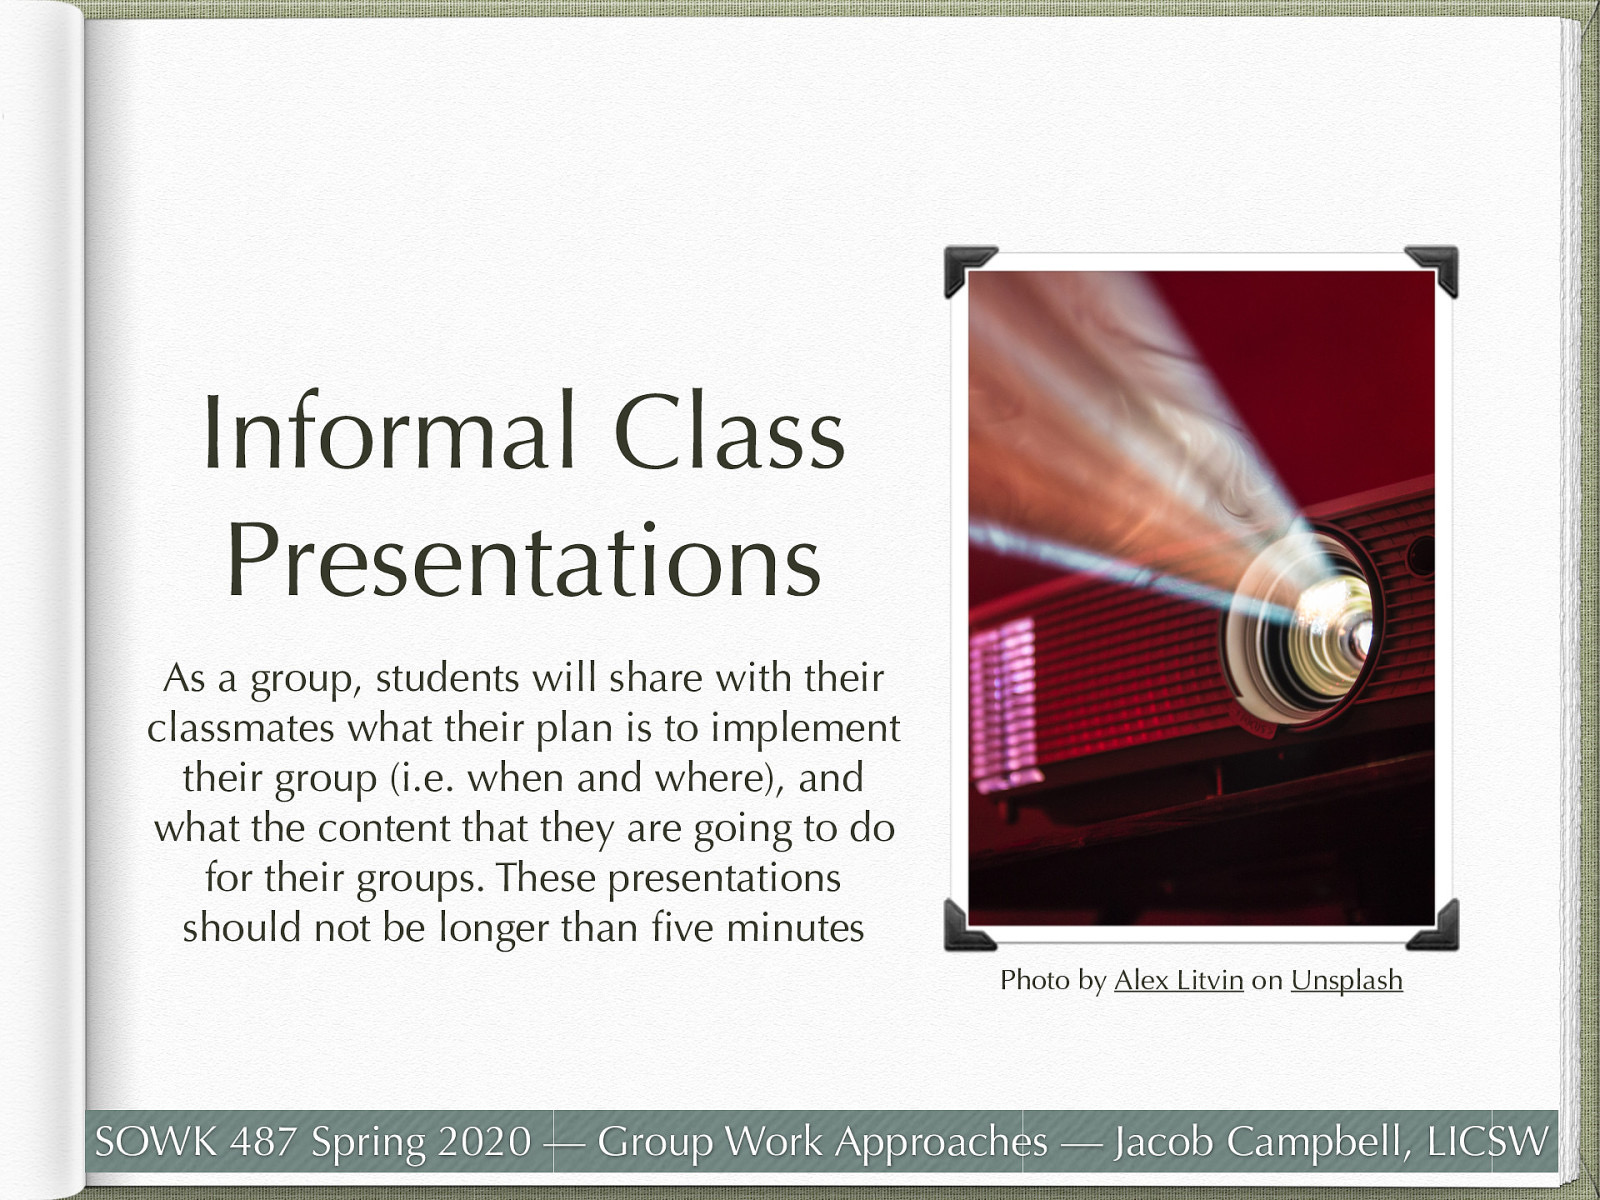 Informal Class
Presentations
As a group, students will share with their
classmates what their plan is to implement
their group (i.e. when and where), and
what the content that they are going to do
for their groups. These presentations
should not be longer than five minutes
Photo by Alex Litvin on Unsplash
SOWK 487 Spring 2020 — Group Work Approaches — Jacob Campbell, LICSW